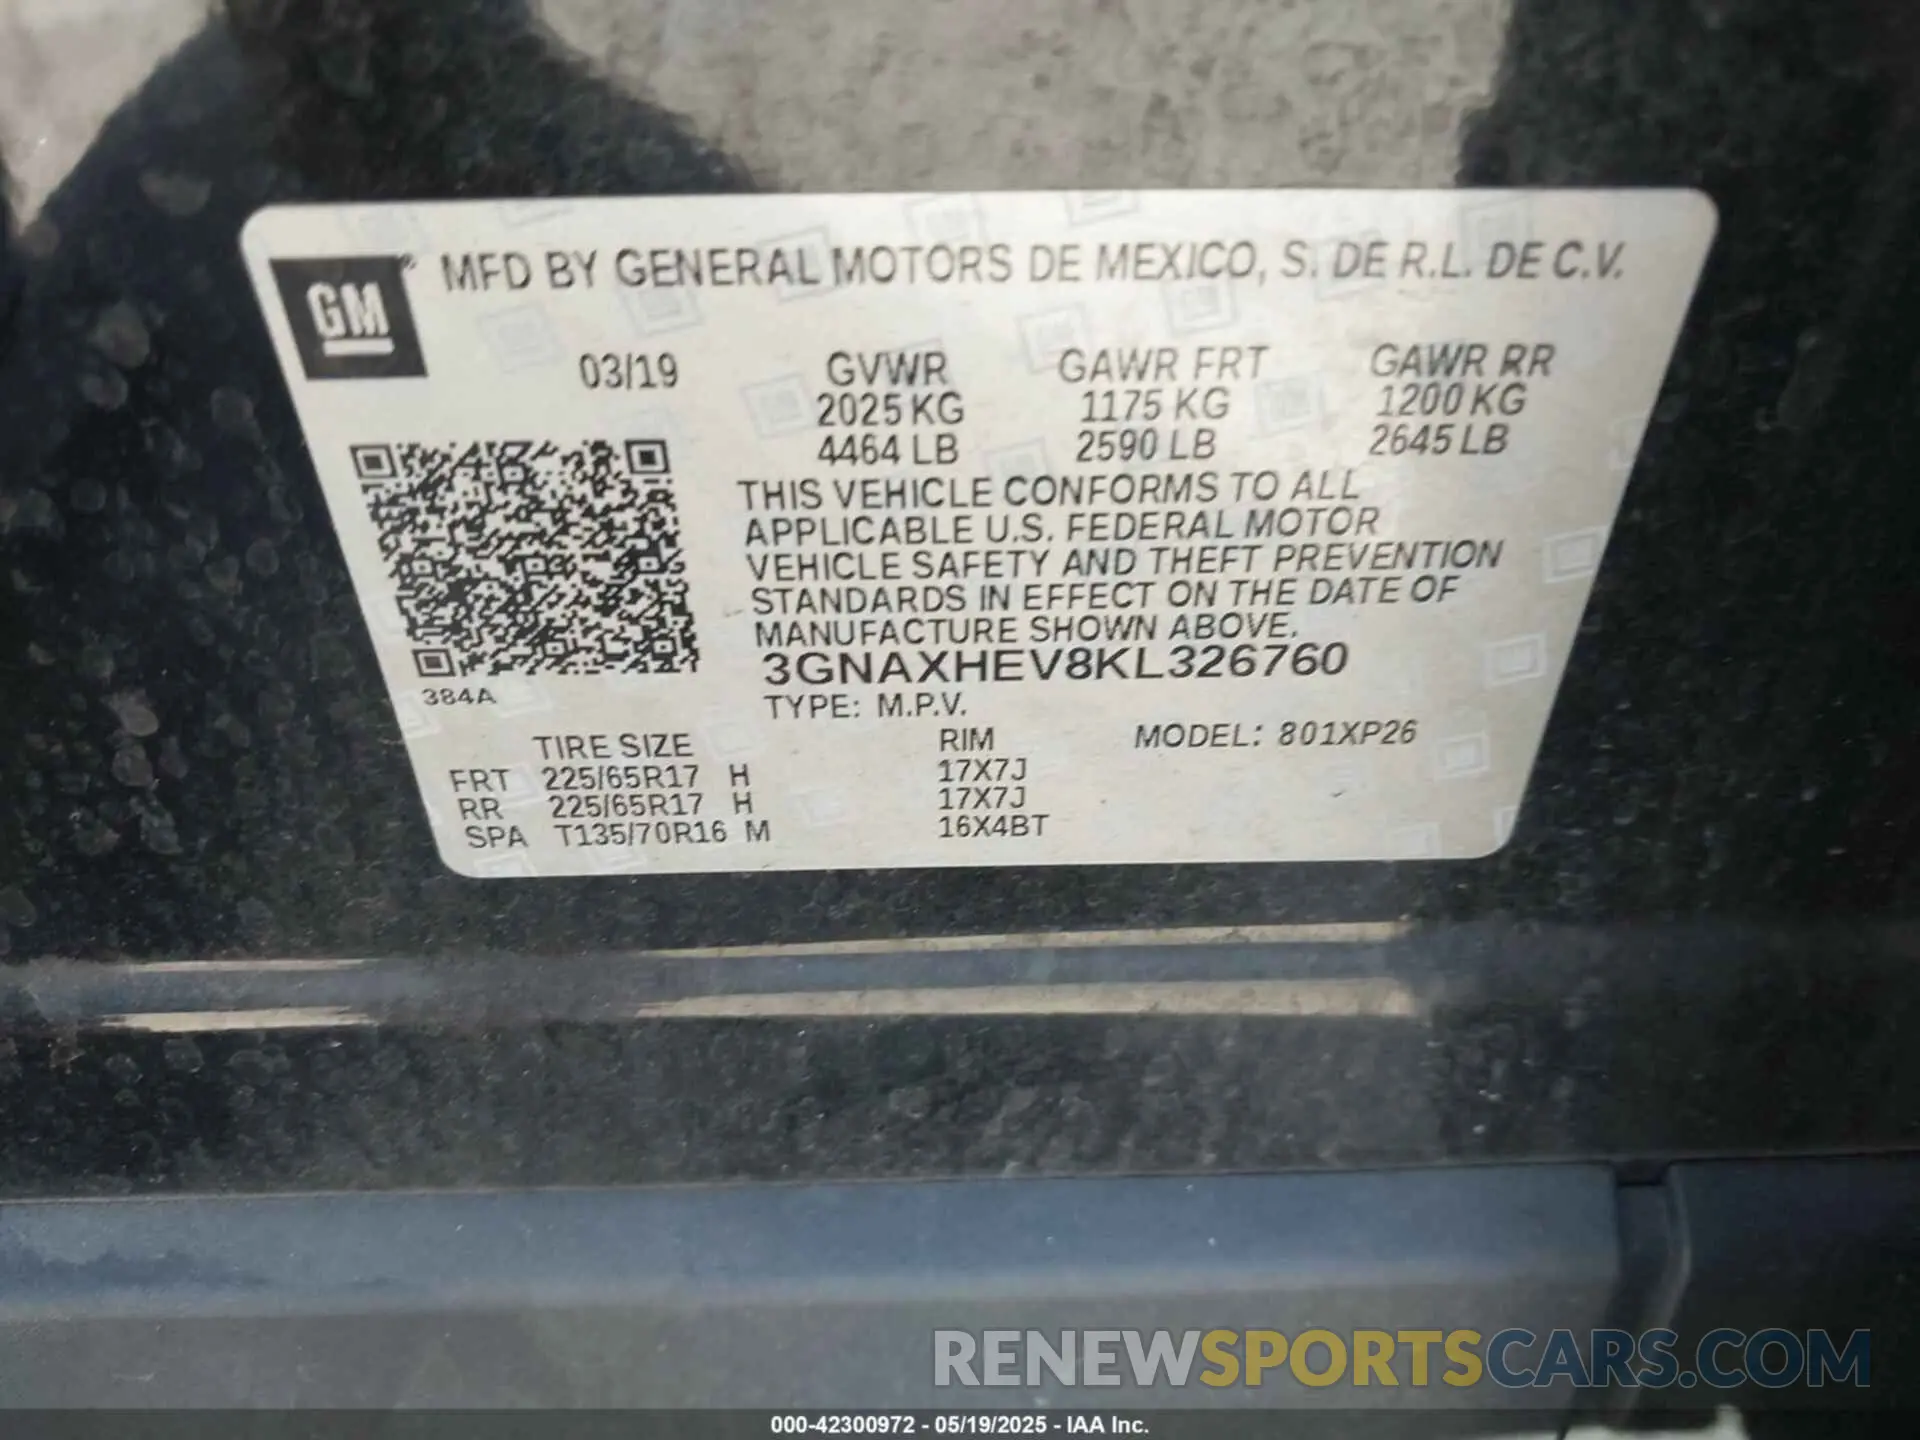 GM® MFD BY GENERAL MOTORS DE MEXICO, S. DE R.L. DE C.V.
03/19 GVWR GAWR FRT GAWR RR
2025 KG 1175 KG 1200 KG
4464 LB 2590 LB 2645 LB
THIS VEHICLE CONFORMS TO ALL
APPLICABLE U.S. FEDERAL MOTOR
VEHICLE SAFETY AND THEFT PREVENTION
STANDARDS IN EFFECT ON THE DATE OF
MANUFACTURE SHOWN ABOVE.
3GNAXHEV8KL326760
384A TYPE: M.P.V.
TIRE SIZE RIM MODEL: 801XP26
FRT 225/65R17 H 17X7J
RR 225/65R17 H 17X7J
SPA T135/70R16 M 16X4BT
RENEWSPORTSCARS.COM
000-42300972 - 05/19/2025 - IAA Inc.